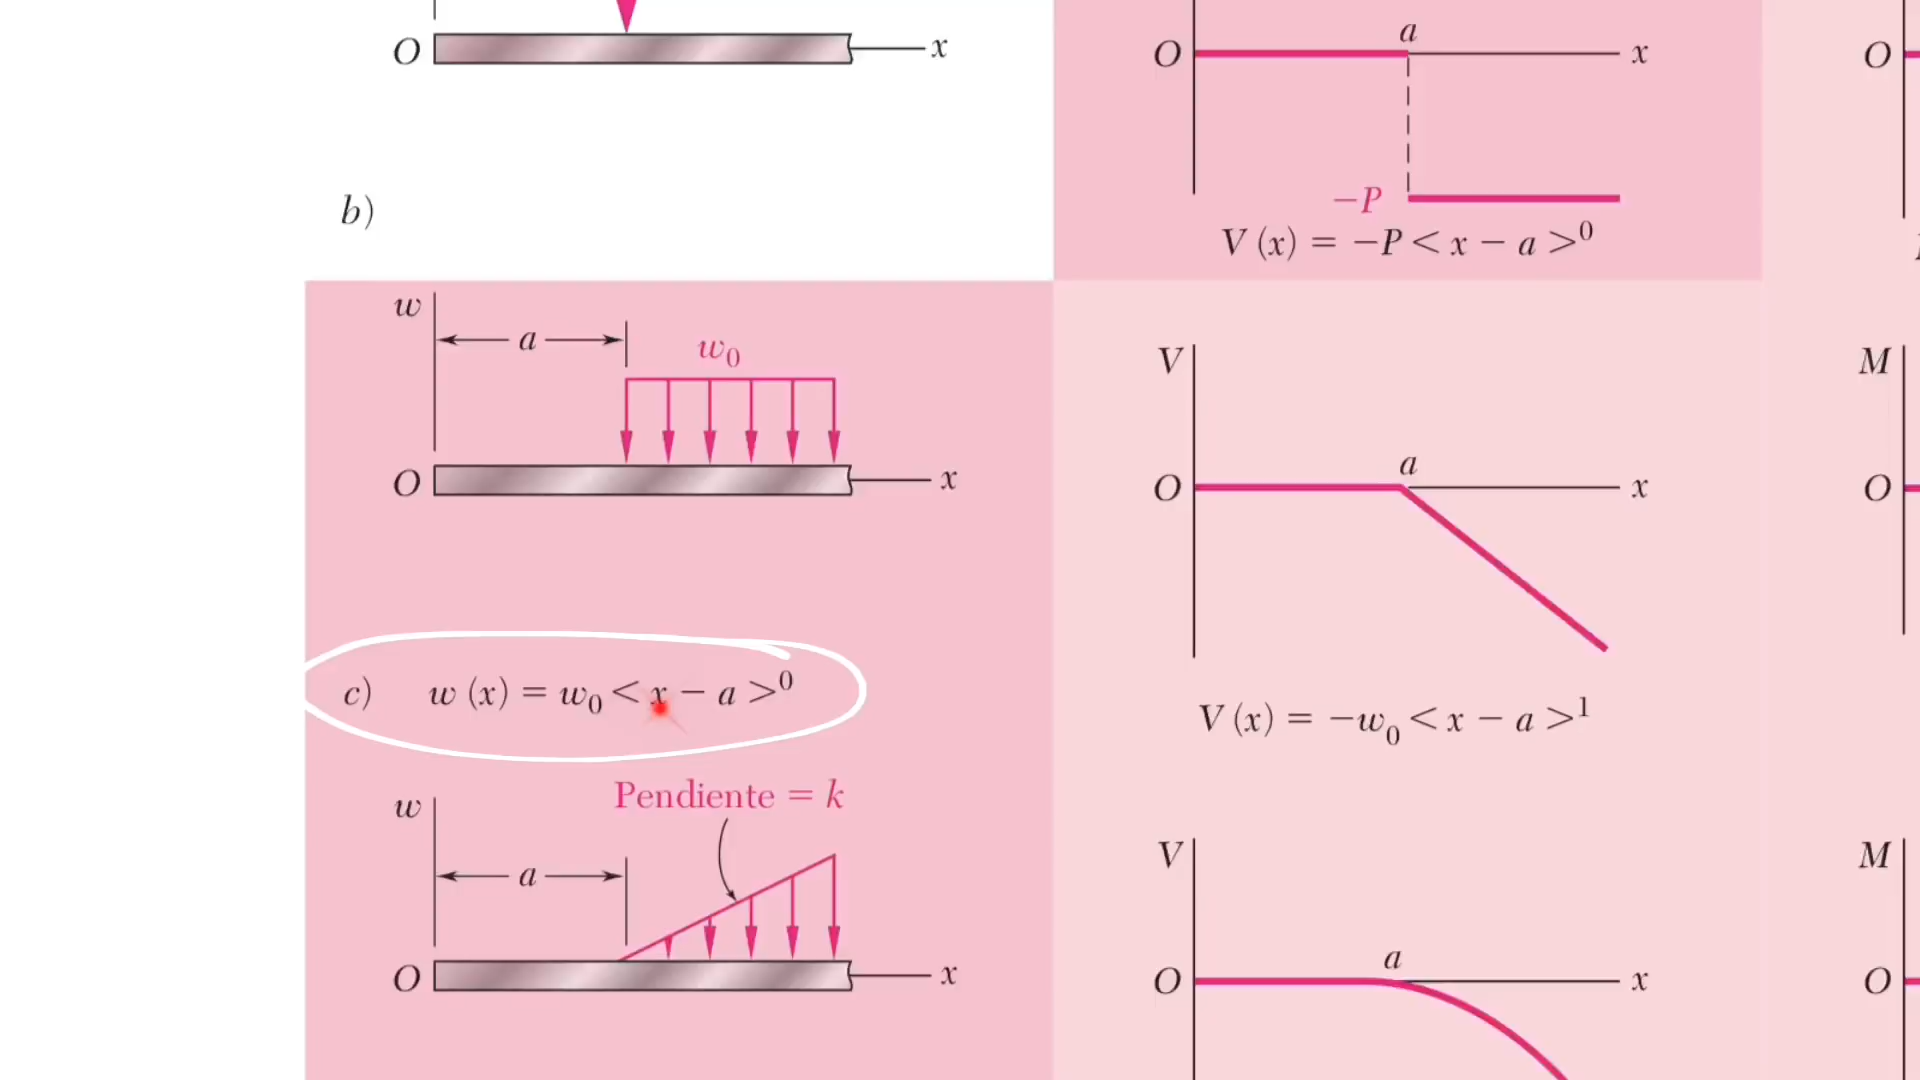 O x
a
O x
O
b)
−P
V (x) = −P < x − a >⁰
w
a
w₀
O x
V
a
O x
M
O
c) w (x) = w₀ < x − a >⁰
V (x) = −w₀ < x − a >¹
Pendiente = k
w
a
O x
V
a
O x
M
O